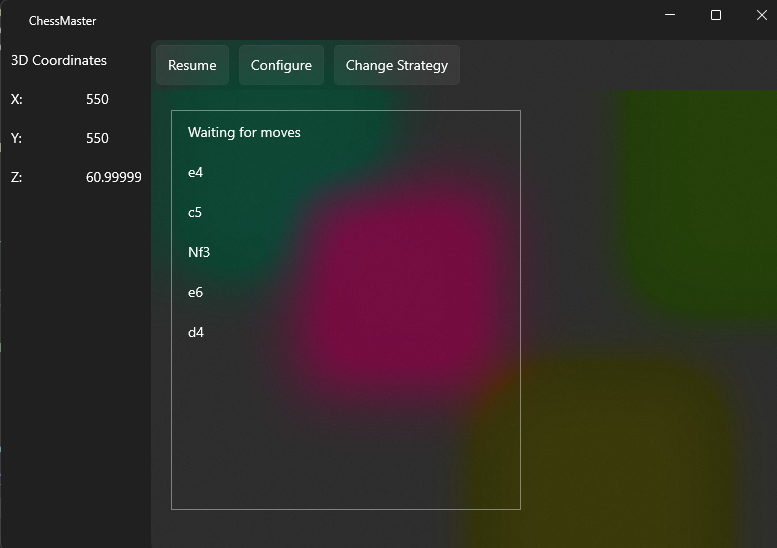 ChessMaster
3D Coordinates
X: 550
Y: 550
Z: 60.99999
Resume Configure Change Strategy
Waiting for moves
e4
c5
Nf3
e6
d4